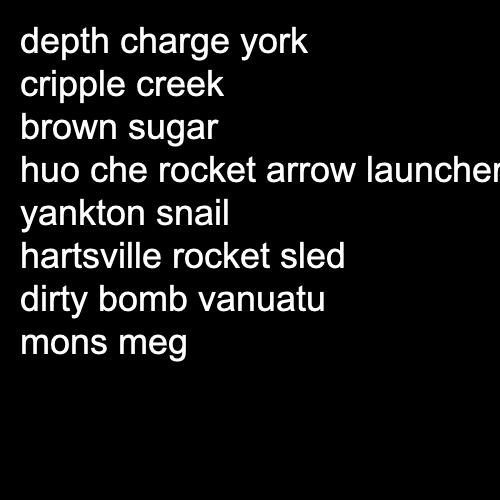 depth charge york
cripple creek
brown sugar
huo che rocket arrow launcher
yankton snail
hartsville rocket sled
dirty bomb vanuatu
mons meg